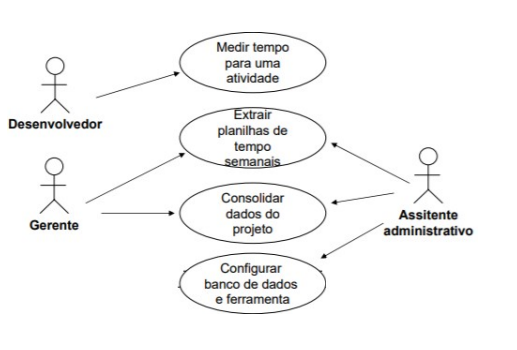 Medir tempo
para uma
atividade
Desenvolvedor
Extrair
planilhas de
tempo
semanais
Gerente
Consolidar
dados do
projeto
Assitente
administrativo
Configurar
banco de dados
e ferramenta